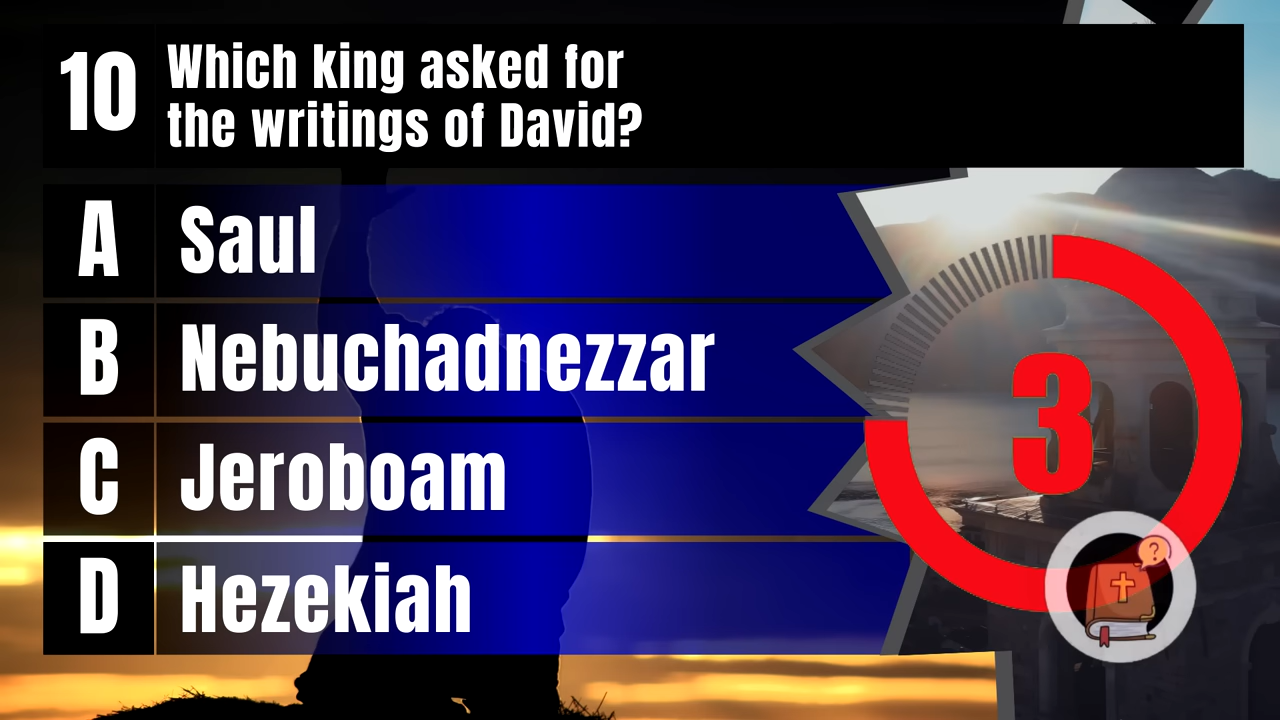 10
Which king asked for
the writings of David?
A Saul
B Nebuchadnezzar
C Jeroboam
D Hezekiah
3
?